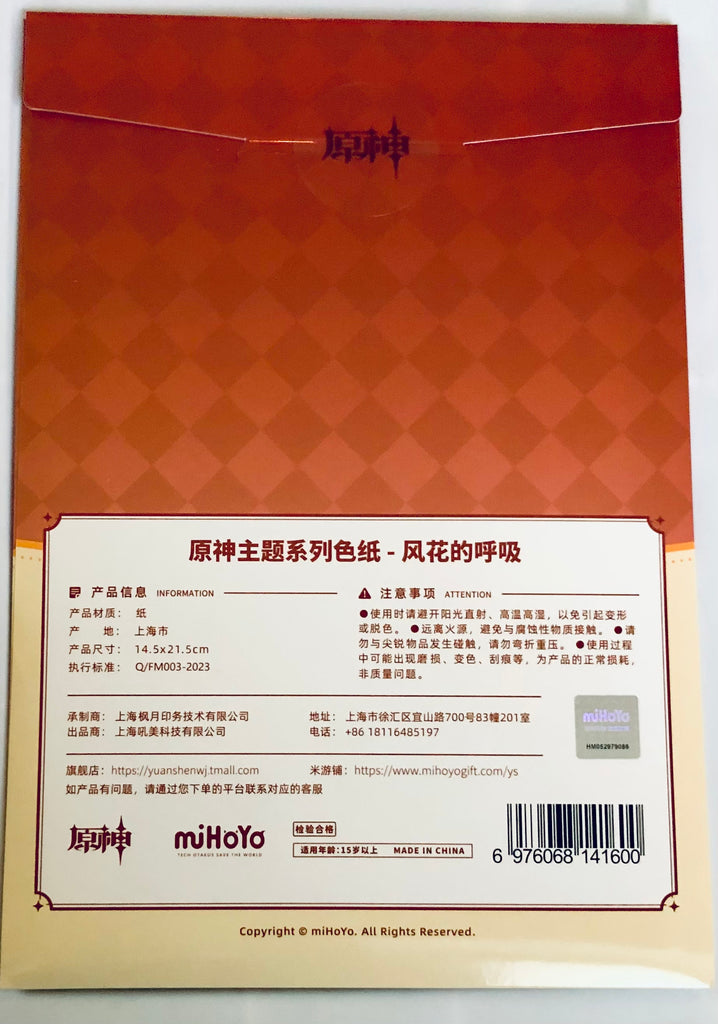 原神
原神主题系列色纸 - 风花的呼吸
产品信息 INFORMATION
产品材质： 纸
产 地： 上海市
产品尺寸： 14.5x21.5cm
执行标准： Q/FM003-2023
注意事项 ATTENTION
●使用时请避开阳光直射、高温高湿，以免引起变形
或脱色。 ●远离火源，避免与腐蚀性物质接触。 ●请
勿与尖锐物品发生碰触，请勿弯折重压。 ●使用过程
中可能出现磨损、变色、刮痕等，为产品的正常损耗，
非质量问题。
承制商： 上海枫月印务技术有限公司
出品商： 上海吼美科技有限公司
地址： 上海市徐汇区宜山路700号83幢201室
电话： +86 18116485197
miHoYo
HM052979086
旗舰店：https://yuanshenwj.tmall.com
米游铺：https://www.mihoyogift.com/ys
如产品有问题，请通过您下单的平台联系对应的客服
原神
miHoYo
TECH OTAKUS SAVE THE WORLD
检验合格
适用年龄：15岁以上 MADE IN CHINA
6 976068 141600
Copyright © miHoYo. All Rights Reserved.